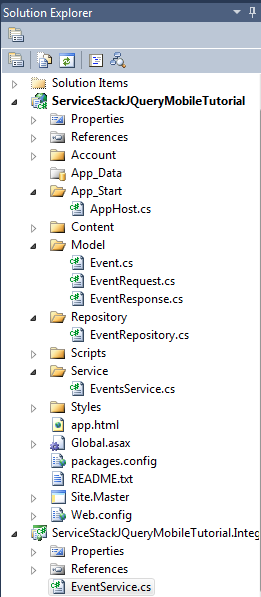 Solution Explorer
Solution Items
ServiceStackJQueryMobileTutorial
Properties
References
Account
App_Data
App_Start
AppHost.cs
Content
Model
Event.cs
EventRequest.cs
EventResponse.cs
Repository
EventRepository.cs
Scripts
Service
EventsService.cs
Styles
app.html
Global.asax
packages.config
README.txt
Site.Master
Web.config
ServiceStackJQueryMobileTutorial.Integ
Properties
References
EventService.cs